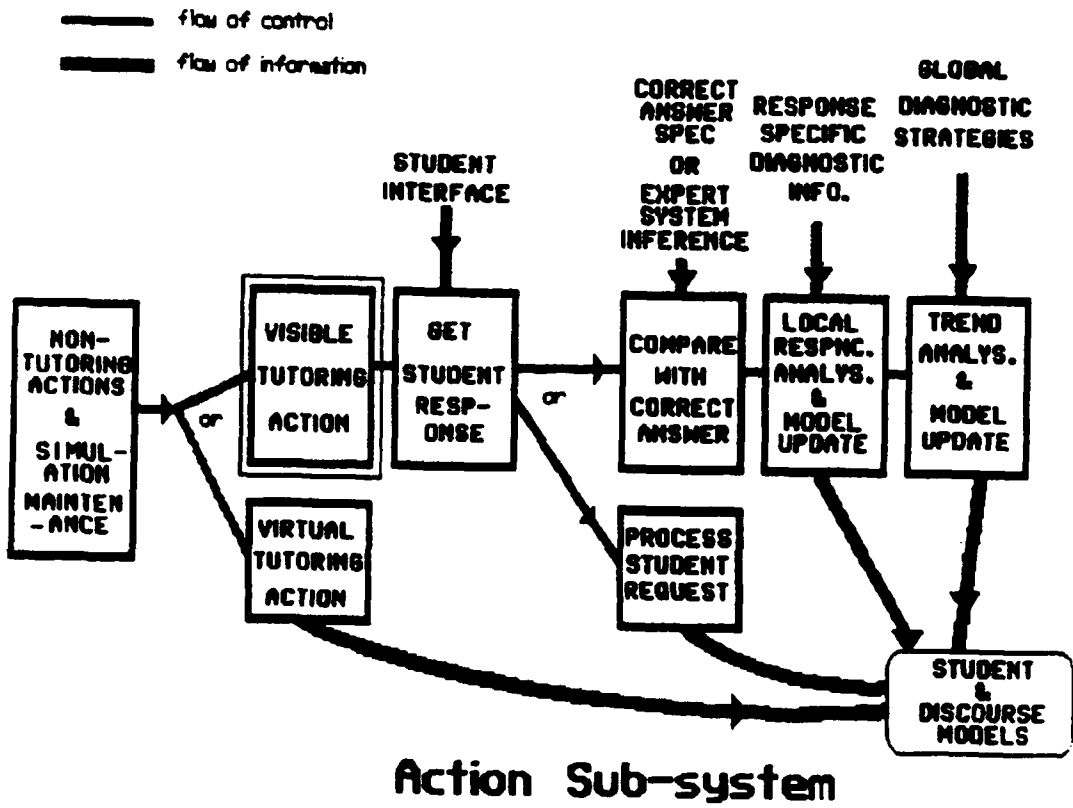 flow of control
flow of information
GLOBAL
DIAGNOSTIC
STRATEGIES
CORRECT
ANSWER
SPEC
OR
EXPERT
SYSTEM
INFERENCE
RESPONSE
SPECIFIC
DIAGNOSTIC
INFO.
STUDENT
INTERFACE
NON-
TUTORING
ACTIONS
&
SIMUL-
ATION
MAINTEN
-ANCE
or
VISIBLE
TUTORING
ACTION
GET
STUDENT
RESP-
ONSE
or
COMPARE
WITH
CORRECT
ANSWER
LOCAL
RESPNC.
ANALYS.
&
MODEL
UPDATE
TREND
ANALYS.
&
MODEL
UPDATE
VIRTUAL
TUTORING
ACTION
PROCESS
STUDENT
REQUEST
STUDENT
&
DISCOURSE
MODELS
Action Sub-system